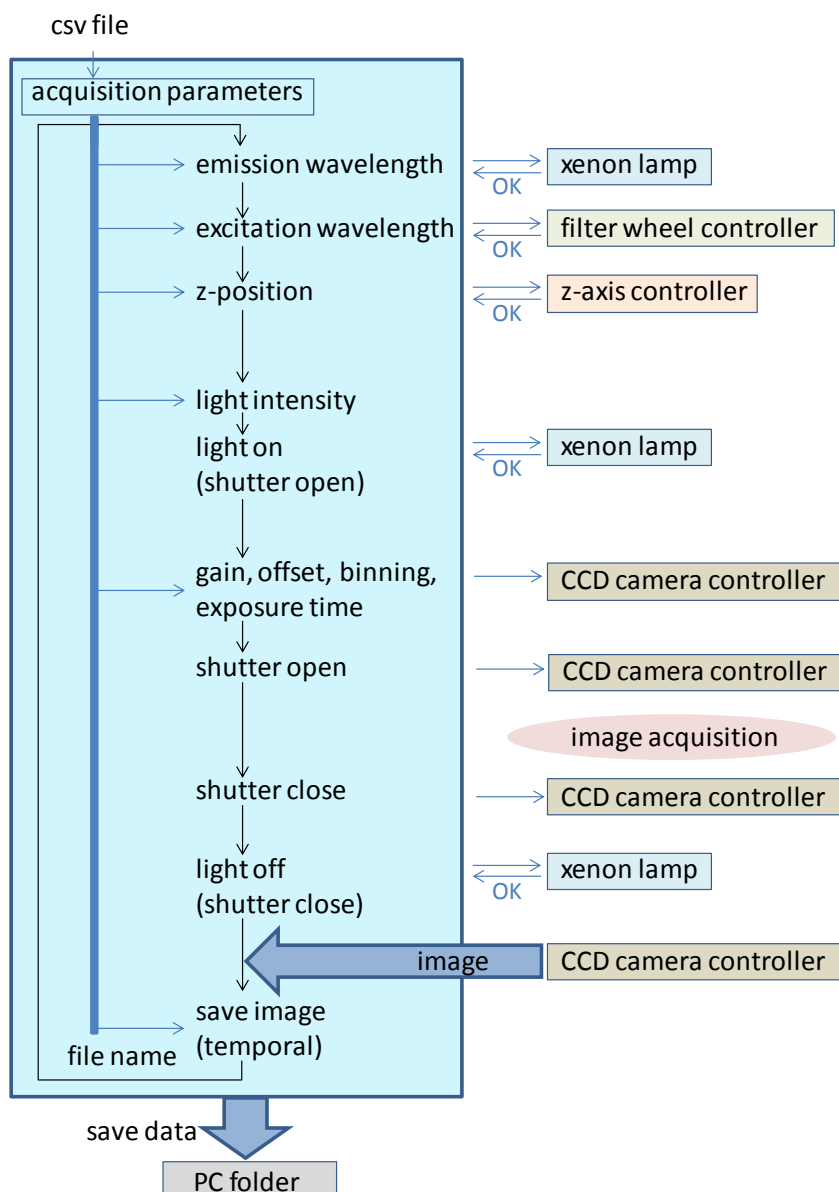 csv file
acquisition parameters
emission wavelength
OK
xenon lamp
excitation wavelength
OK
filter wheel controller
z-position
OK
z-axis controller
light intensity
light on
(shutter open)
OK
xenon lamp
gain, offset, binning,
exposure time
CCD camera controller
shutter open
CCD camera controller
image acquisition
shutter close
CCD camera controller
light off
(shutter close)
OK
xenon lamp
image
CCD camera controller
save image
(temporal)
file name
save data
PC folder